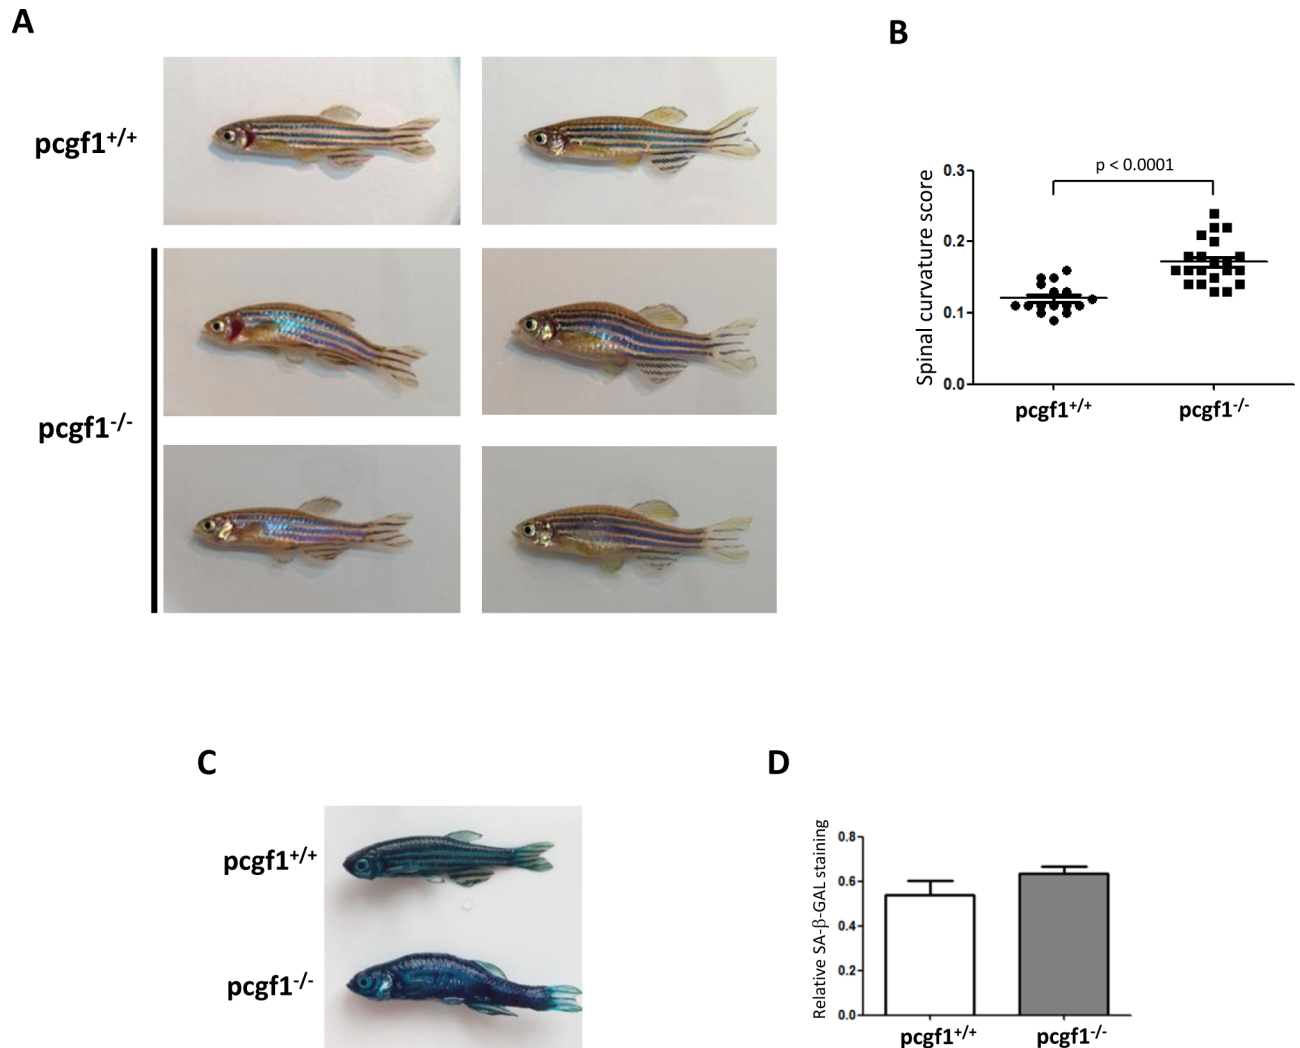 A
pcgf1+/+
pcgf1-/-
B
Spinal curvature score
0.3
0.2
0.1
0.0
p < 0.0001
pcgf1+/+
pcgf1-/-
C
pcgf1+/+
pcgf1-/-
D
Relative SA-β-GAL staining
0.8
0.6
0.4
0.2
0.0
pcgf1+/+
pcgf1-/-